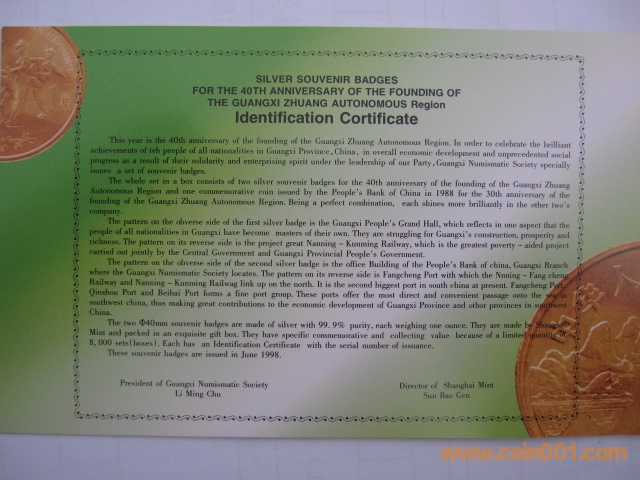 SILVER SOUVENIR BADGES
FOR THE 40TH ANNIVERSARY OF THE FOUNDING OF
THE GUANGXI ZHUANG AUTONOMOUS Region
Identification Certificate
This year is the 40th anniversary of the founding of the Guangxi Zhuang Autonomous Region. In order to celebrate the brilliant
achievements of teh people of all nationalities in Guangxi Province, China, in overall economic development and unprecedented social
progress as a result of their solidarity and enterprising spirit under the leadership of our Party, Guangxi Numismatic Society specially
issues a set of souvenir badges.
The whole set in a box consists of two silver souvenir badges for the 40th anniversary of the founding of the Guangxi Zhuang
Autonomous Region and one commemorative coin issued by the People's Bank of China in 1988 for the 30th anniversary of the
founding of the Guangxi Zhuang Autonomous Region. Being a perfect combination, each shines more brilliantly in the other two's
company.
The pattern on the obverse side of the first silver badge is the Guangxi People's Grand Hall, which reflects in one aspect that the
people of all nationalities in Guangxi have become masters of their own. They are struggling for Guangxi's construction, prosperity and
richness. The pattern on its reverse side is the project great Nanning - Kunming Railway, which is the greatest poverty - aided project
carried out jointly by the Central Government and Guangxi Provincial People's Government.
The pattern on the obverse side of the second silver badge is the office Building of the People's Bank of china, Guangxi Branch
where the Guangxi Numismatic Society locates. The pattern on its reverse side is Fangcheng Port with which the Nnning - Fang cheng
Railway and Nanning - Kunming Railwag link up on the north. It is the second biggest port in south china at present. Fangcheng Port,
Qinzhou Port and Beihai Port forms a fine port group. These ports offer the most direct and convenient passage onto the sea in
southwest china, thus making great contributions to the economic development of Guangxi Province and other provinces in southwest
China.
The two Φ40mm souvenir badges are made of silver with 99.9% purity, each weighing one ounce. They are made by Shanghai
Mint and packed in an exquisite gift box. They have specific commemorative and collecting value because of a limited quantity of
8,000 sets(boxes). Each has an Identification Certificate with the serial number of issuance.
These souvenir badges are issued in June 1998.
President of Guangxi Numismatic Society Director of Shanghai Mint
Li Ming Chu Sun Bao Gen
www.coin001.com